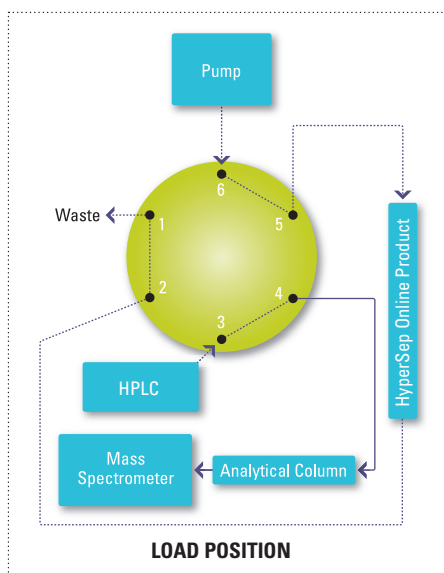 Pump
6
Waste
1
5
2
4
3
HyperSep Online Product
HPLC
Mass
Spectrometer
Analytical Column
LOAD POSITION